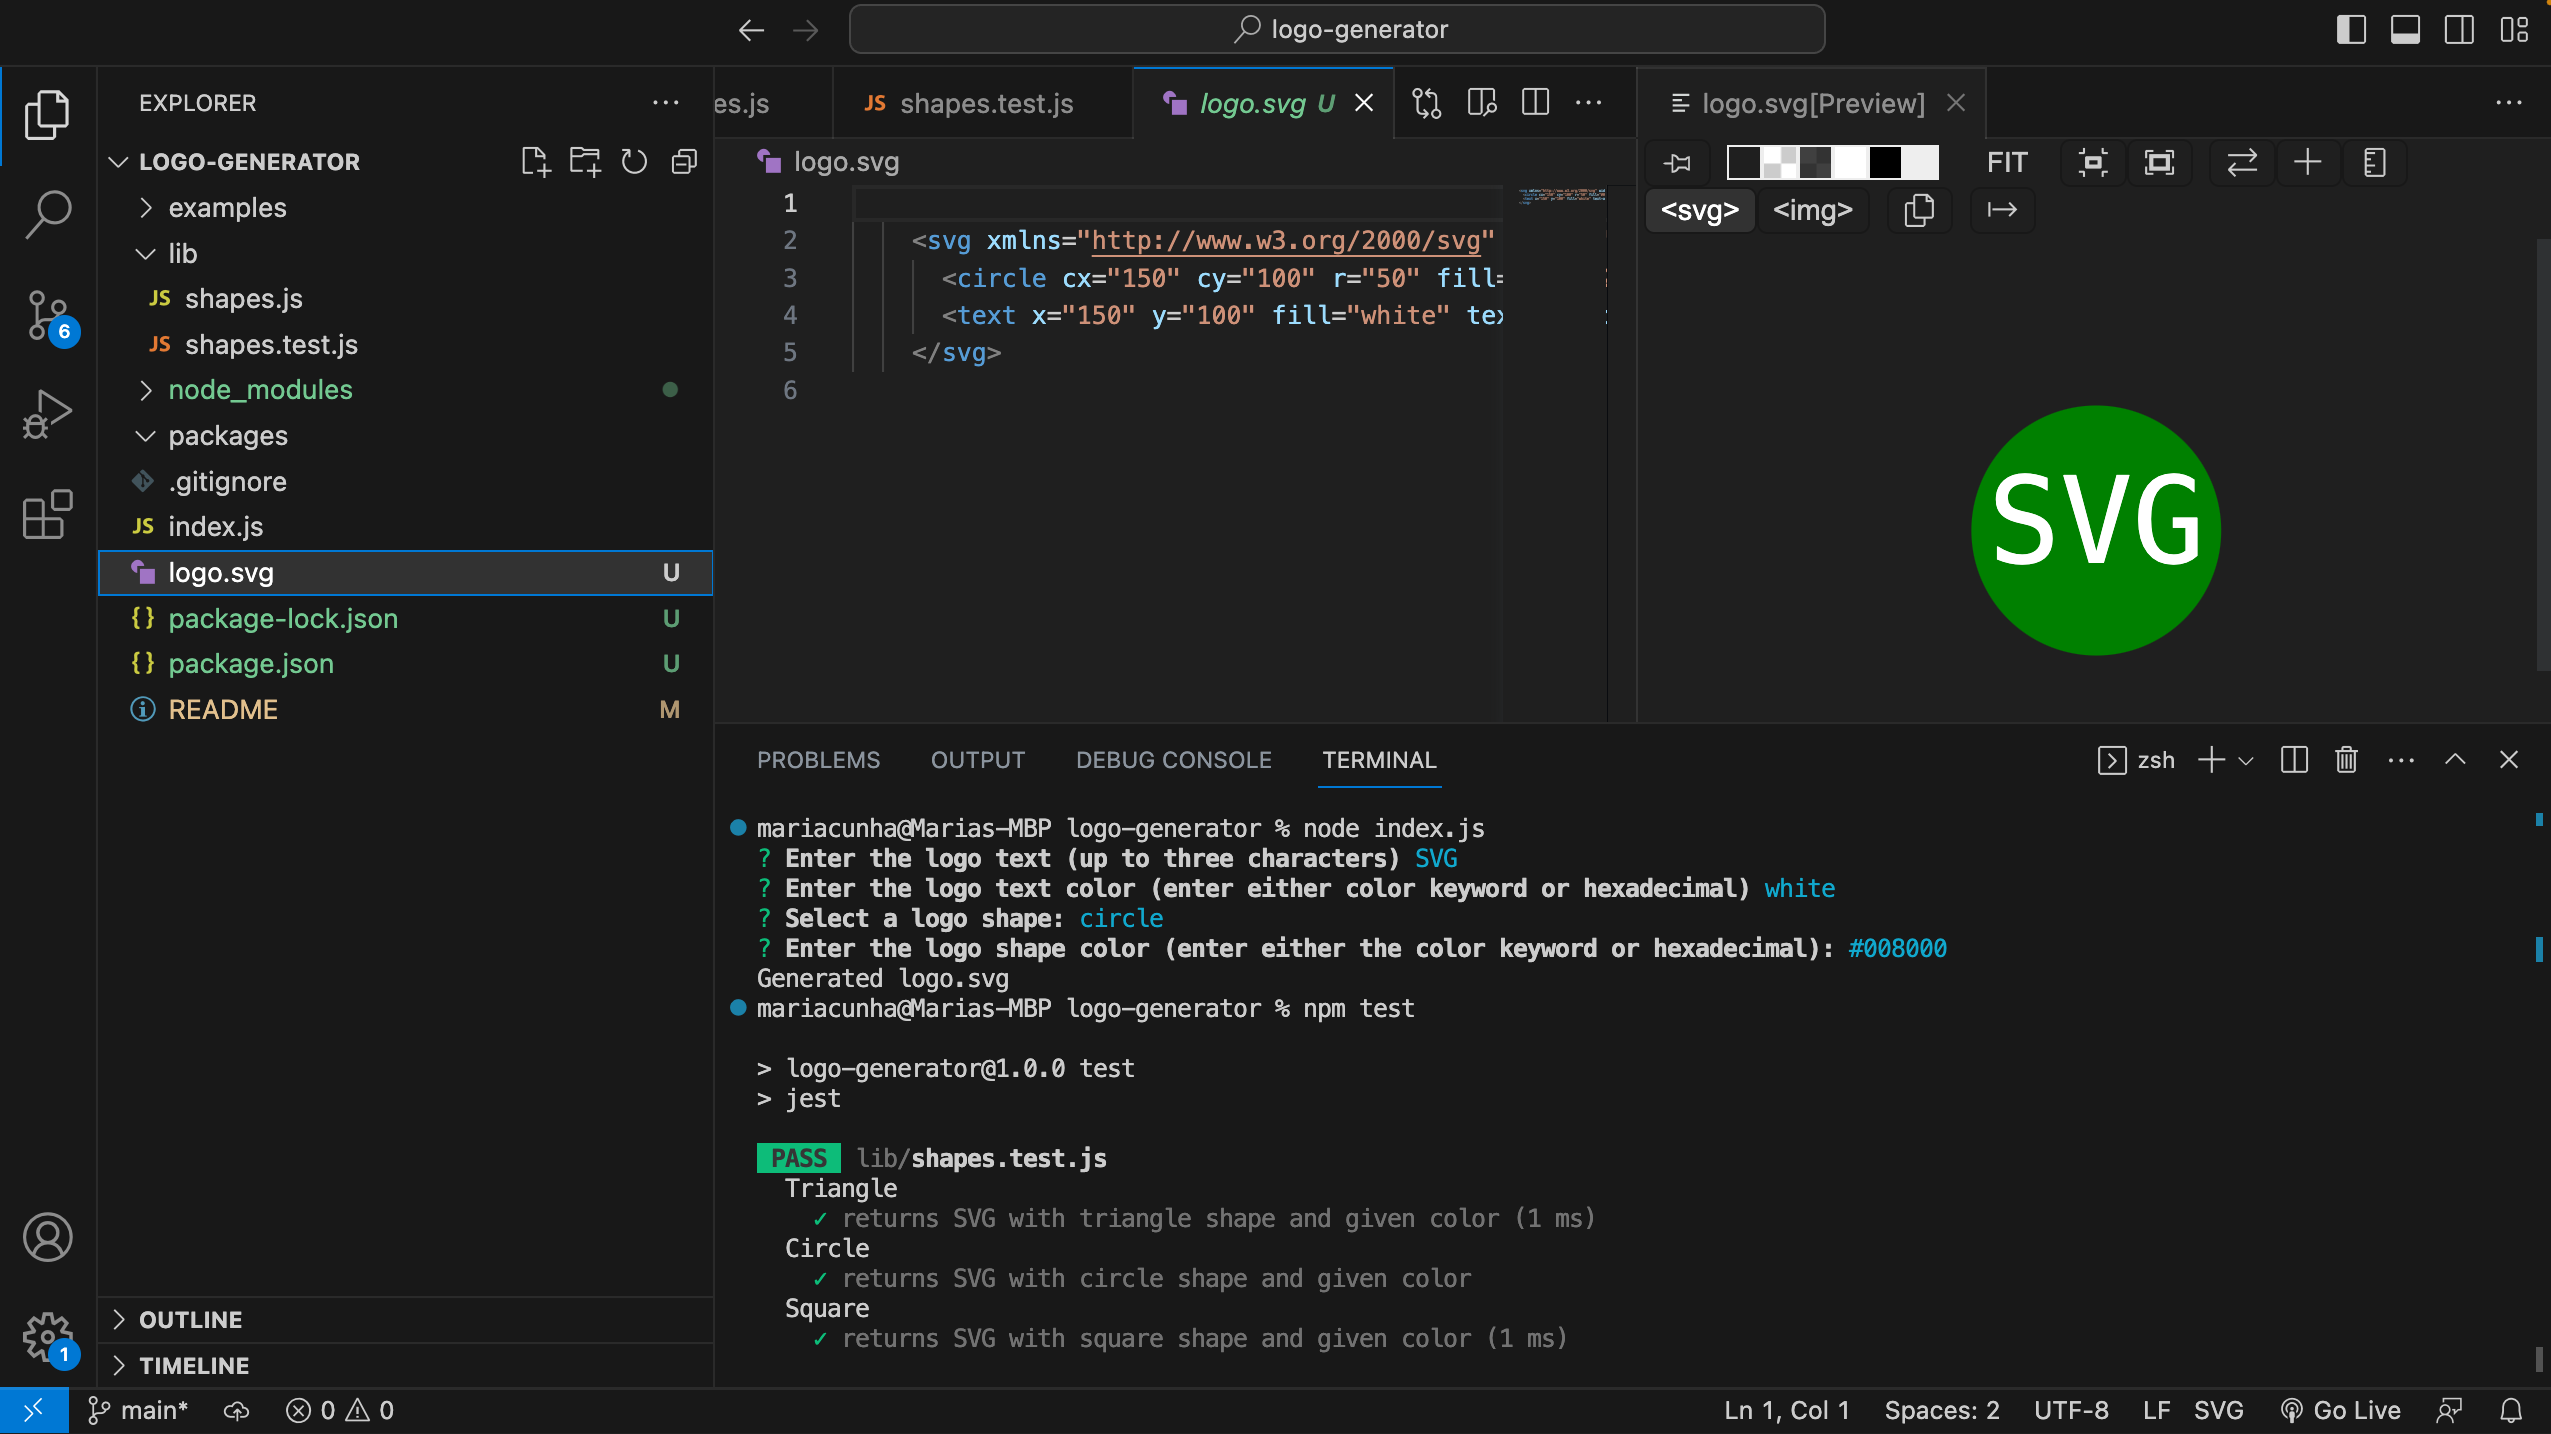 logo-generator
EXPLORER
LOGO-GENERATOR
examples
lib
JS shapes.js
JS shapes.test.js
node_modules
packages
.gitignore
JS index.js
logo.svg U
{} package-lock.json U
{} package.json U
README M
OUTLINE
TIMELINE
es.js
JS shapes.test.js
logo.svg U
logo.svg
1
2 <svg xmlns="http://www.w3.org/2000/svg"
3 <circle cx="150" cy="100" r="50" fill=
4 <text x="150" y="100" fill="white" tex
5 </svg>
6
logo.svg[Preview]
FIT
<svg> <img>
SVG
PROBLEMS OUTPUT DEBUG CONSOLE TERMINAL
zsh
mariacunha@Marias-MBP logo-generator % node index.js
? Enter the logo text (up to three characters) SVG
? Enter the logo text color (enter either color keyword or hexadecimal) white
? Select a logo shape: circle
? Enter the logo shape color (enter either the color keyword or hexadecimal): #008000
Generated logo.svg
mariacunha@Marias-MBP logo-generator % npm test
> logo-generator@1.0.0 test
> jest
PASS lib/shapes.test.js
Triangle
✓ returns SVG with triangle shape and given color (1 ms)
Circle
✓ returns SVG with circle shape and given color
Square
✓ returns SVG with square shape and given color (1 ms)
6
1
main* 0 0
Ln 1, Col 1 Spaces: 2 UTF-8 LF SVG Go Live